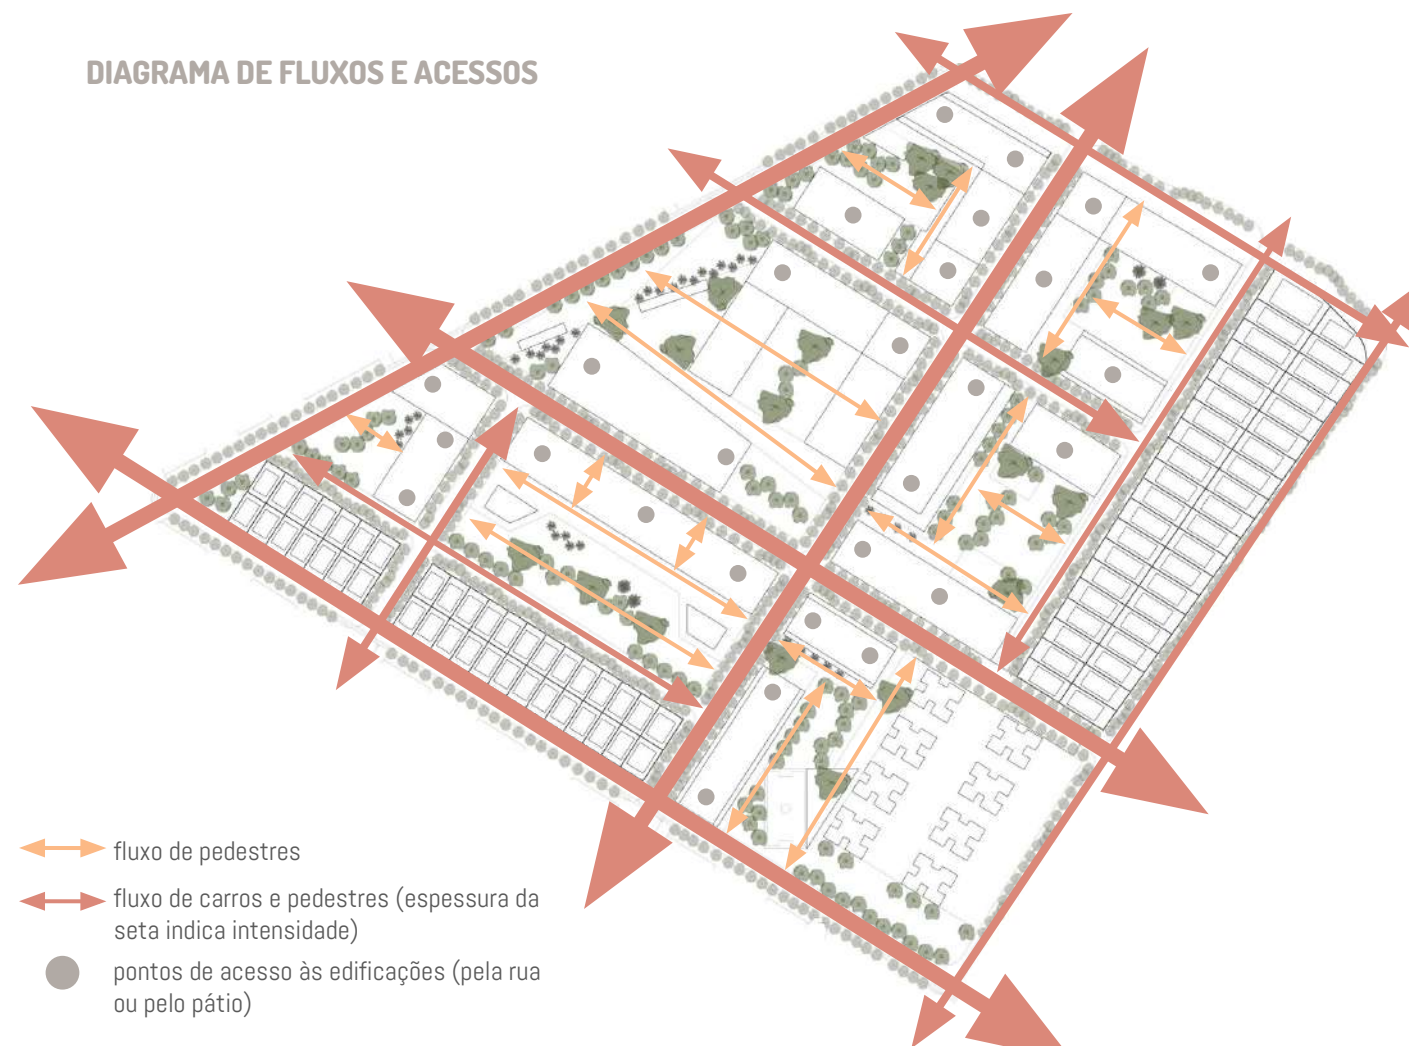 DIAGRAMA DE FLUXOS E ACESSOS
fluxo de pedestres
fluxo de carros e pedestres (espessura da
seta indica intensidade)
pontos de acesso às edificações (pela rua
ou pelo pátio)